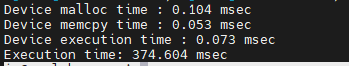 Device malloc time : 0.104 msec
Device memcpy time : 0.053 msec
Device execution time : 0.073 msec
Execution time: 374.604 msec